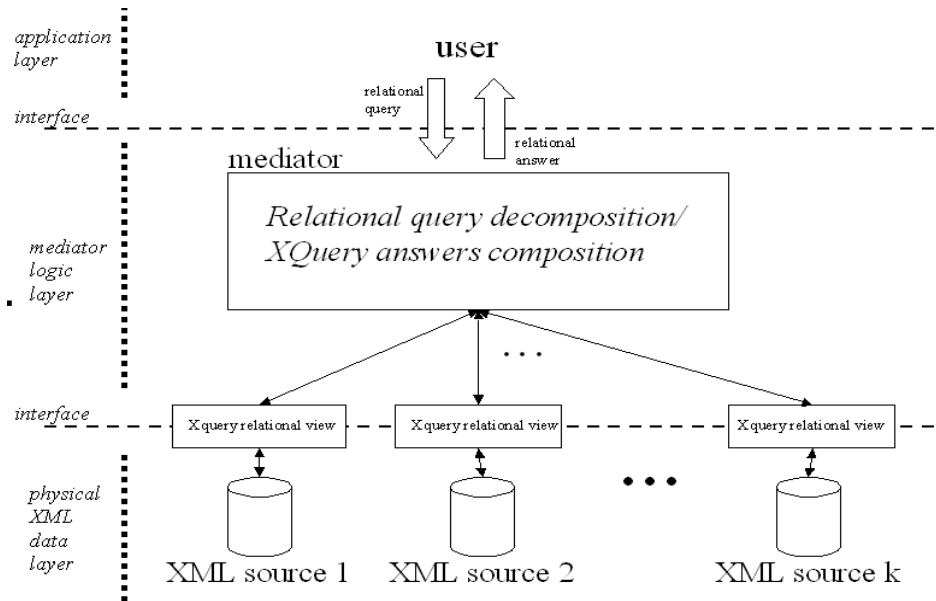 application
layer
user
relational
query
interface
relational
answer
mediator
Relational query decomposition/
XQuery answers composition
mediator
logic
layer
. . .
interface
Xquery relational view
Xquery relational view
Xquery relational view
physical
XML
data
layer
XML source 1
XML source 2
XML source k